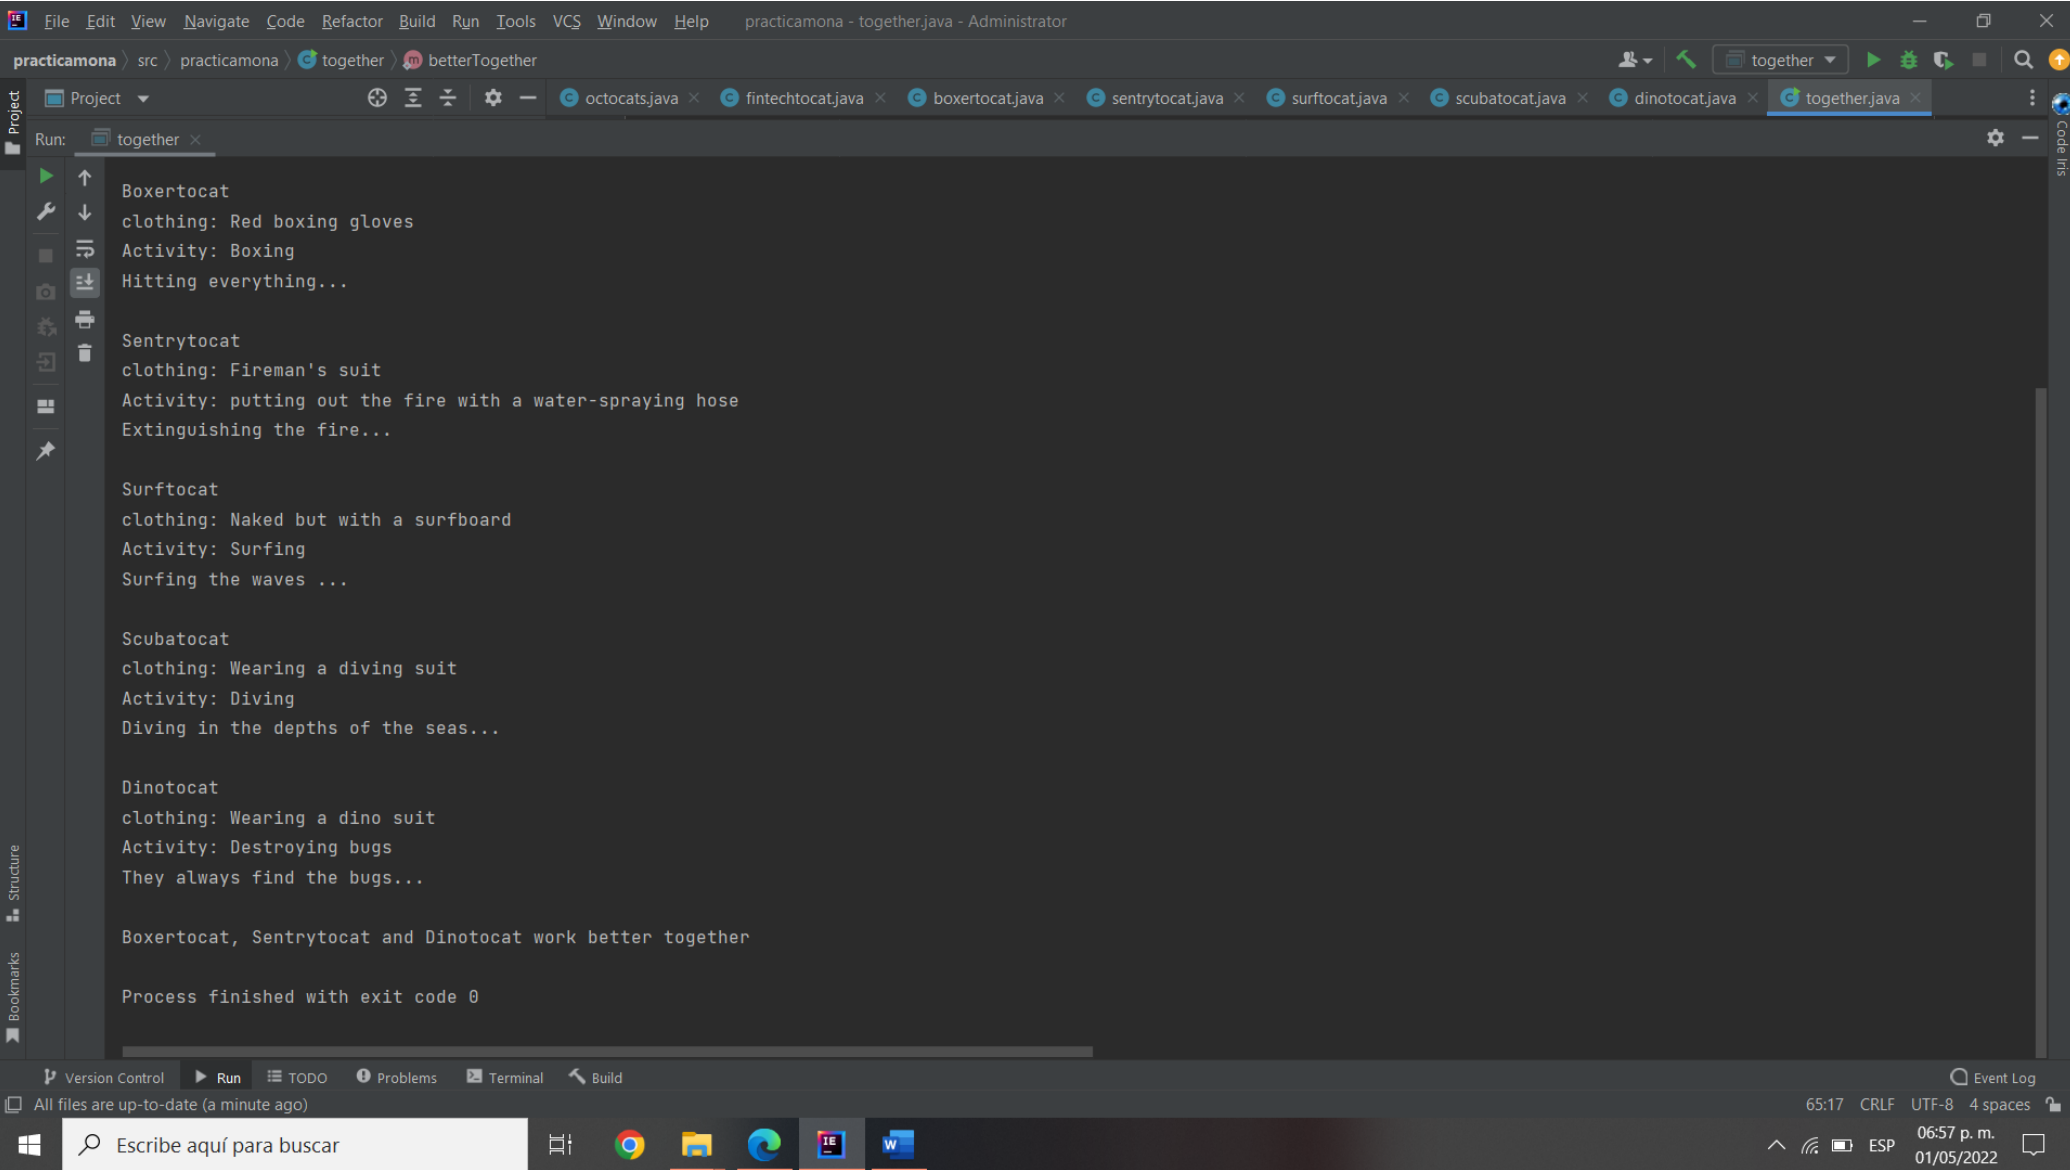 File Edit View Navigate Code Refactor Build Run Tools VCS Window Help practicamona - together.java - Administrator
practicamona src practicamona together betterTogether together
Project octocats.java fintechtocat.java boxertocat.java sentrytocat.java surftocat.java scubatocat.java dinotocat.java together.java
Project
Code Iris
Run: together
Boxertocat
clothing: Red boxing gloves
Activity: Boxing
Hitting everything...
Sentrytocat
clothing: Fireman's suit
Activity: putting out the fire with a water-spraying hose
Extinguishing the fire...
Surftocat
clothing: Naked but with a surfboard
Activity: Surfing
Surfing the waves ...
Scubatocat
clothing: Wearing a diving suit
Activity: Diving
Diving in the depths of the seas...
Dinotocat
clothing: Wearing a dino suit
Activity: Destroying bugs
They always find the bugs...
Boxertocat, Sentrytocat and Dinotocat work better together
Process finished with exit code 0
Structure
Bookmarks
Version Control Run TODO Problems Terminal Build Event Log
All files are up-to-date (a minute ago) 65:17 CRLF UTF-8 4 spaces
Escribe aquí para buscar ESP 06:57 p. m.
01/05/2022